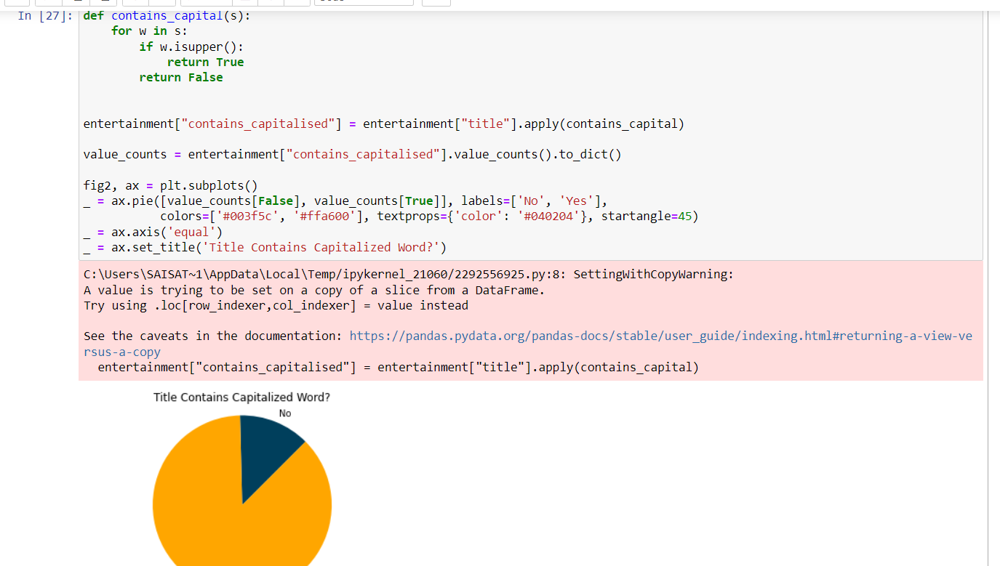 In [27]: def contains_capital(s):
    for w in s:
        if w.isupper():
            return True
        return False
entertainment["contains_capitalised"] = entertainment["title"].apply(contains_capital)
value_counts = entertainment["contains_capitalised"].value_counts().to_dict()
fig2, ax = plt.subplots()
_ = ax.pie([value_counts[False], value_counts[True]], labels=['No', 'Yes'],
           colors=['#003f5c', '#ffa600'], textprops={'color': '#040204'}, startangle=45)
_ = ax.axis('equal')
_ = ax.set_title('Title Contains Capitalized Word?')
C:\Users\SAISAT~1\AppData\Local\Temp/ipykernel_21060/2292556925.py:8: SettingWithCopyWarning:
A value is trying to be set on a copy of a slice from a DataFrame.
Try using .loc[row_indexer,col_indexer] = value instead
See the caveats in the documentation: https://pandas.pydata.org/pandas-docs/stable/user_guide/indexing.html#returning-a-view-ve
rsus-a-copy
  entertainment["contains_capitalised"] = entertainment["title"].apply(contains_capital)
Title Contains Capitalized Word?
No